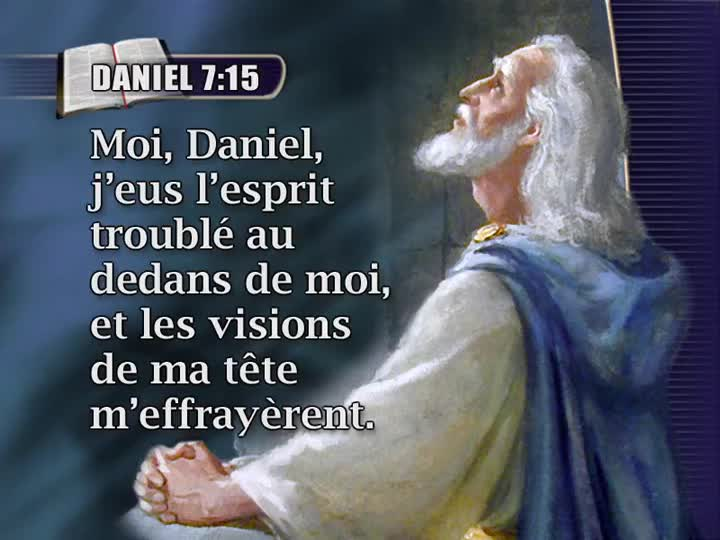 DANIEL 7:15
Moi, Daniel,
j’eus l’esprit
troublé au
dedans de moi,
et les visions
de ma tête
m’effrayèrent.